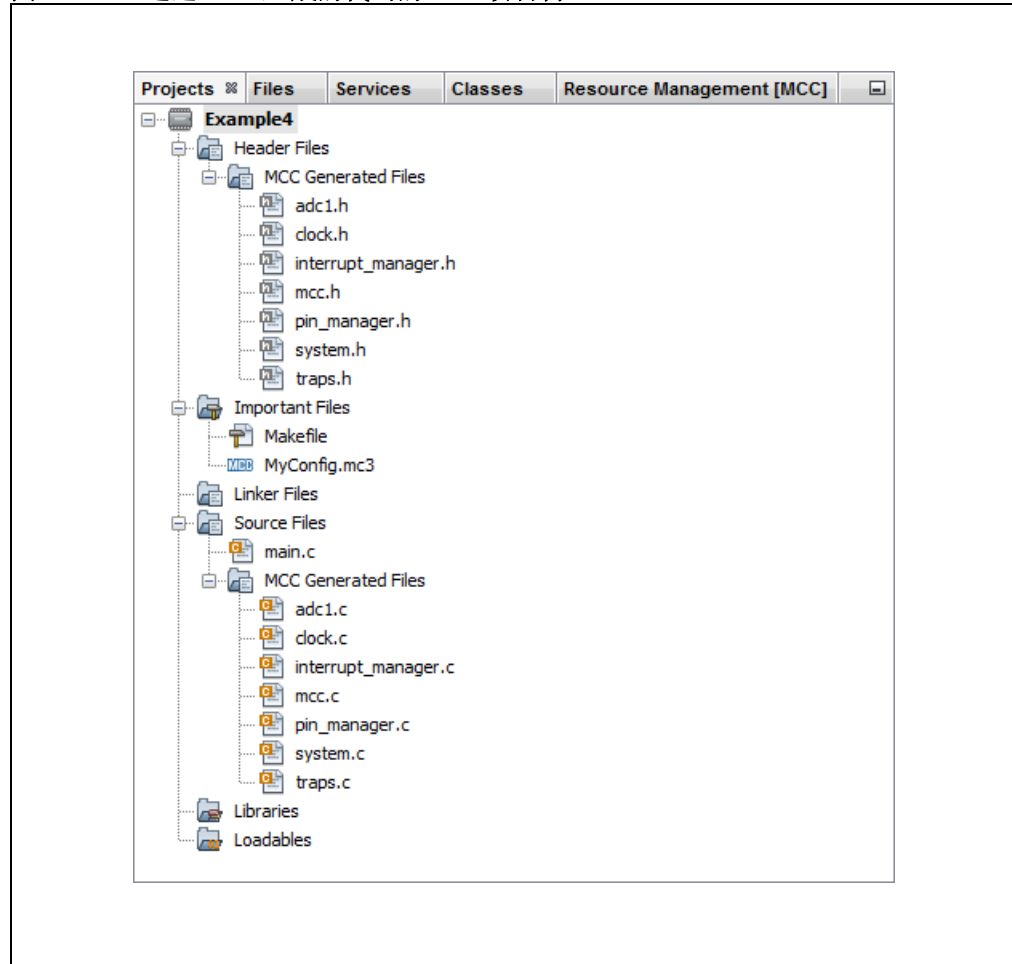 Projects Files Services Classes Resource Management [MCC]
Example4
Header Files
MCC Generated Files
adc1.h
clock.h
interrupt_manager.h
mcc.h
pin_manager.h
system.h
traps.h
Important Files
Makefile
MCC MyConfig.mc3
Linker Files
Source Files
main.c
MCC Generated Files
adc1.c
clock.c
interrupt_manager.c
mcc.c
pin_manager.c
system.c
traps.c
Libraries
Loadables